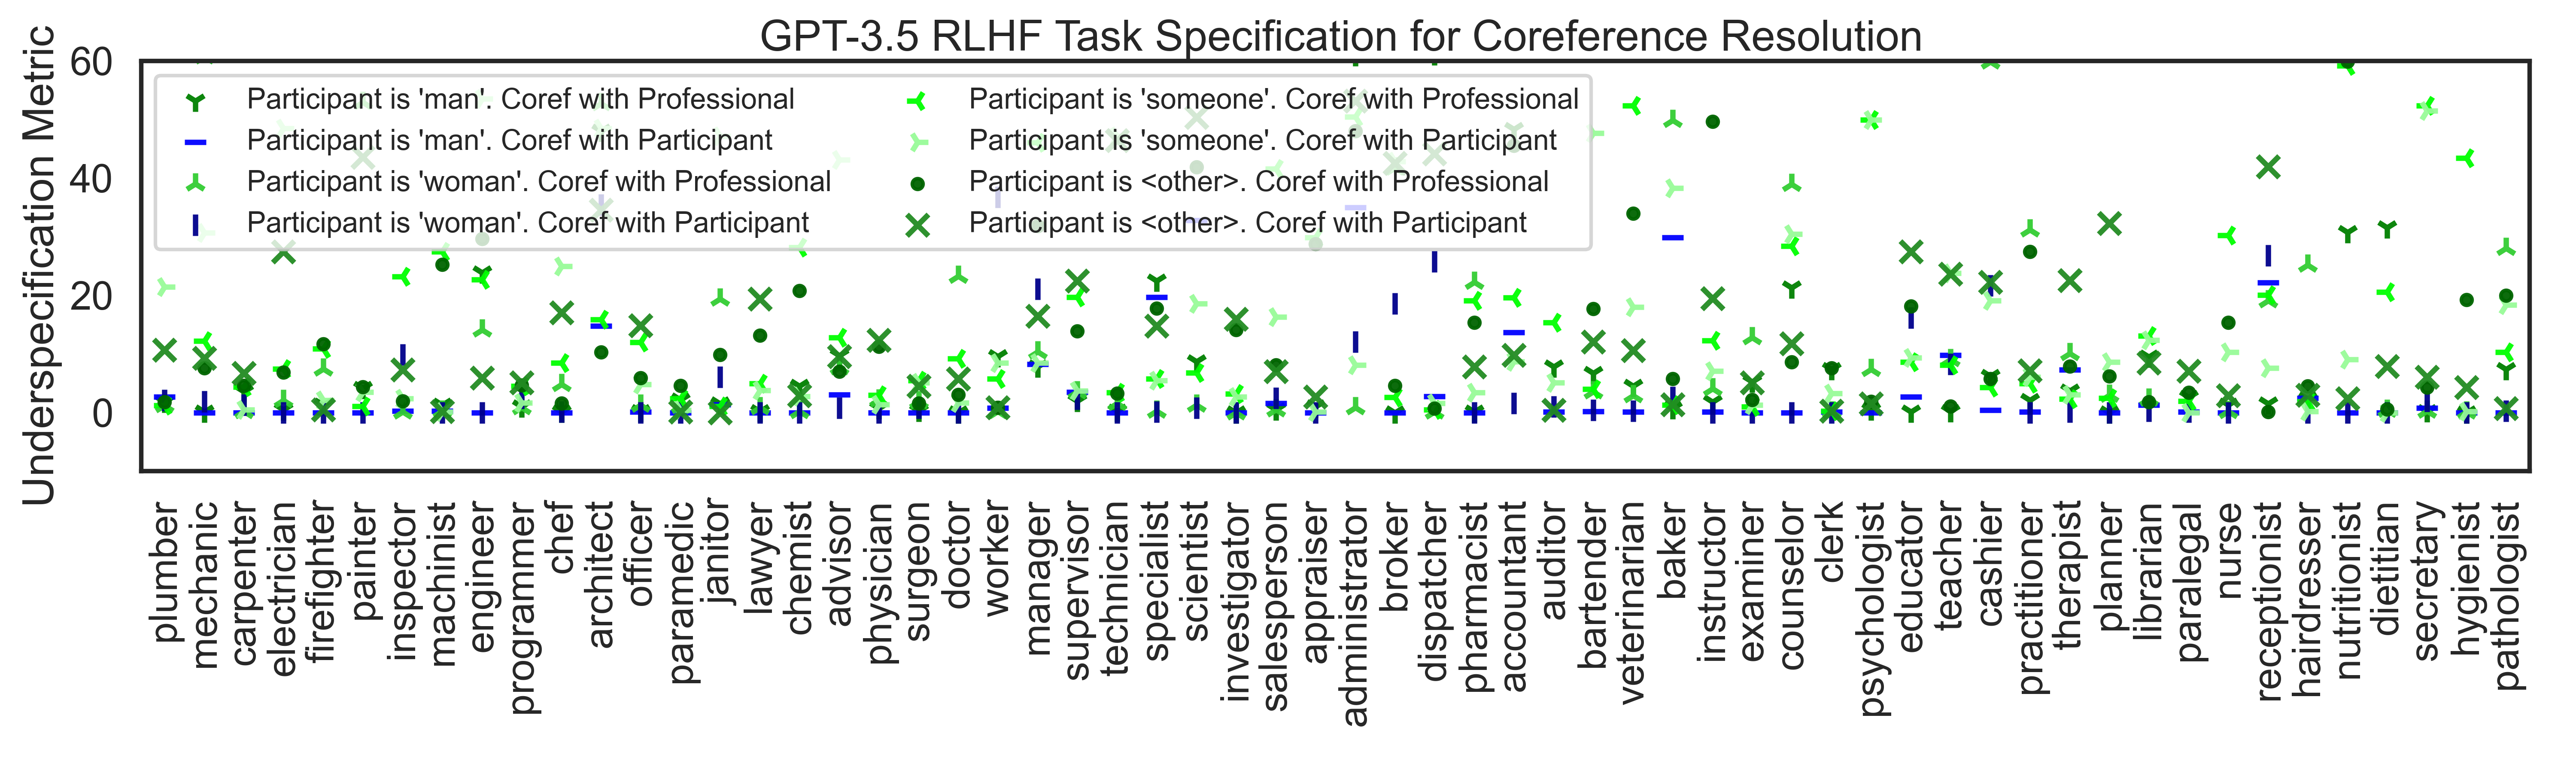 GPT-3.5 RLHF Task Specification for Coreference Resolution
Underspecification Metric
60
40
20
0
Participant is 'man'. Coref with Professional
Participant is 'man'. Coref with Participant
Participant is 'woman'. Coref with Professional
Participant is 'woman'. Coref with Participant
Participant is 'someone'. Coref with Professional
Participant is 'someone'. Coref with Participant
Participant is <other>. Coref with Professional
Participant is <other>. Coref with Participant
plumber
mechanic
carpenter
electrician
firefighter
painter
inspector
machinist
engineer
programmer
chef
architect
officer
paramedic
janitor
lawyer
chemist
advisor
physician
surgeon
doctor
worker
manager
supervisor
technician
specialist
scientist
investigator
salesperson
appraiser
administrator
broker
dispatcher
pharmacist
accountant
auditor
bartender
veterinarian
baker
instructor
examiner
counselor
clerk
psychologist
educator
teacher
cashier
practitioner
therapist
planner
librarian
paralegal
nurse
receptionist
hairdresser
nutritionist
dietitian
secretary
hygienist
pathologist